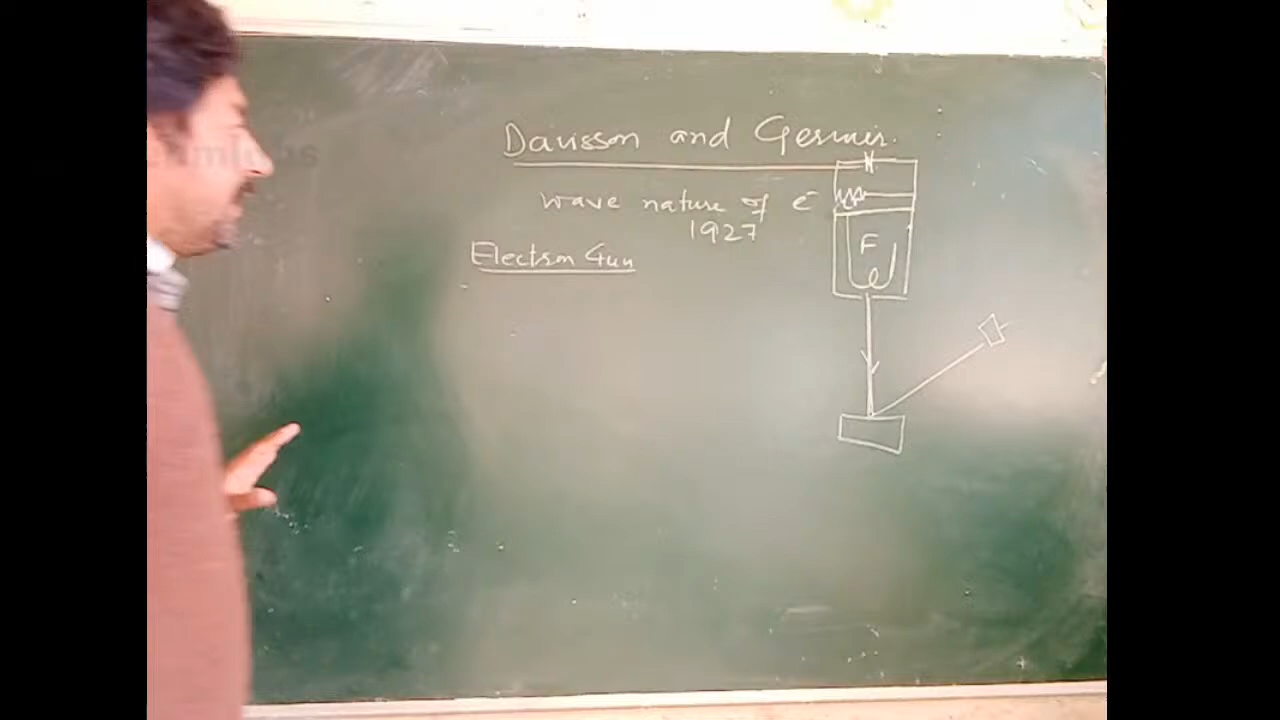 Davisson and Germer.
wave nature of e⁻
1927
Electron Gun
F